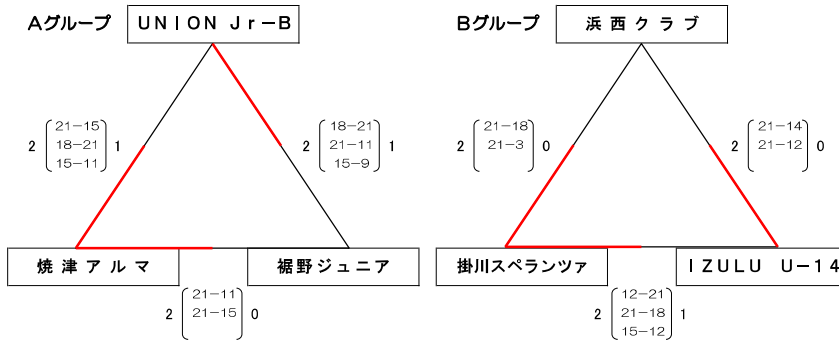 Aグループ UNION Jr-B
21-15
2 18-21 1
15-11
18-21
2 21-11 1
15-9
焼津アルマ 裾野ジュニア
21-11
2 21-15 0
Bグループ 浜西クラブ
21-18
2 21-3 0
21-14
2 21-12 0
掛川スペランツァ IZULU U-14
12-21
2 21-18 1
15-12